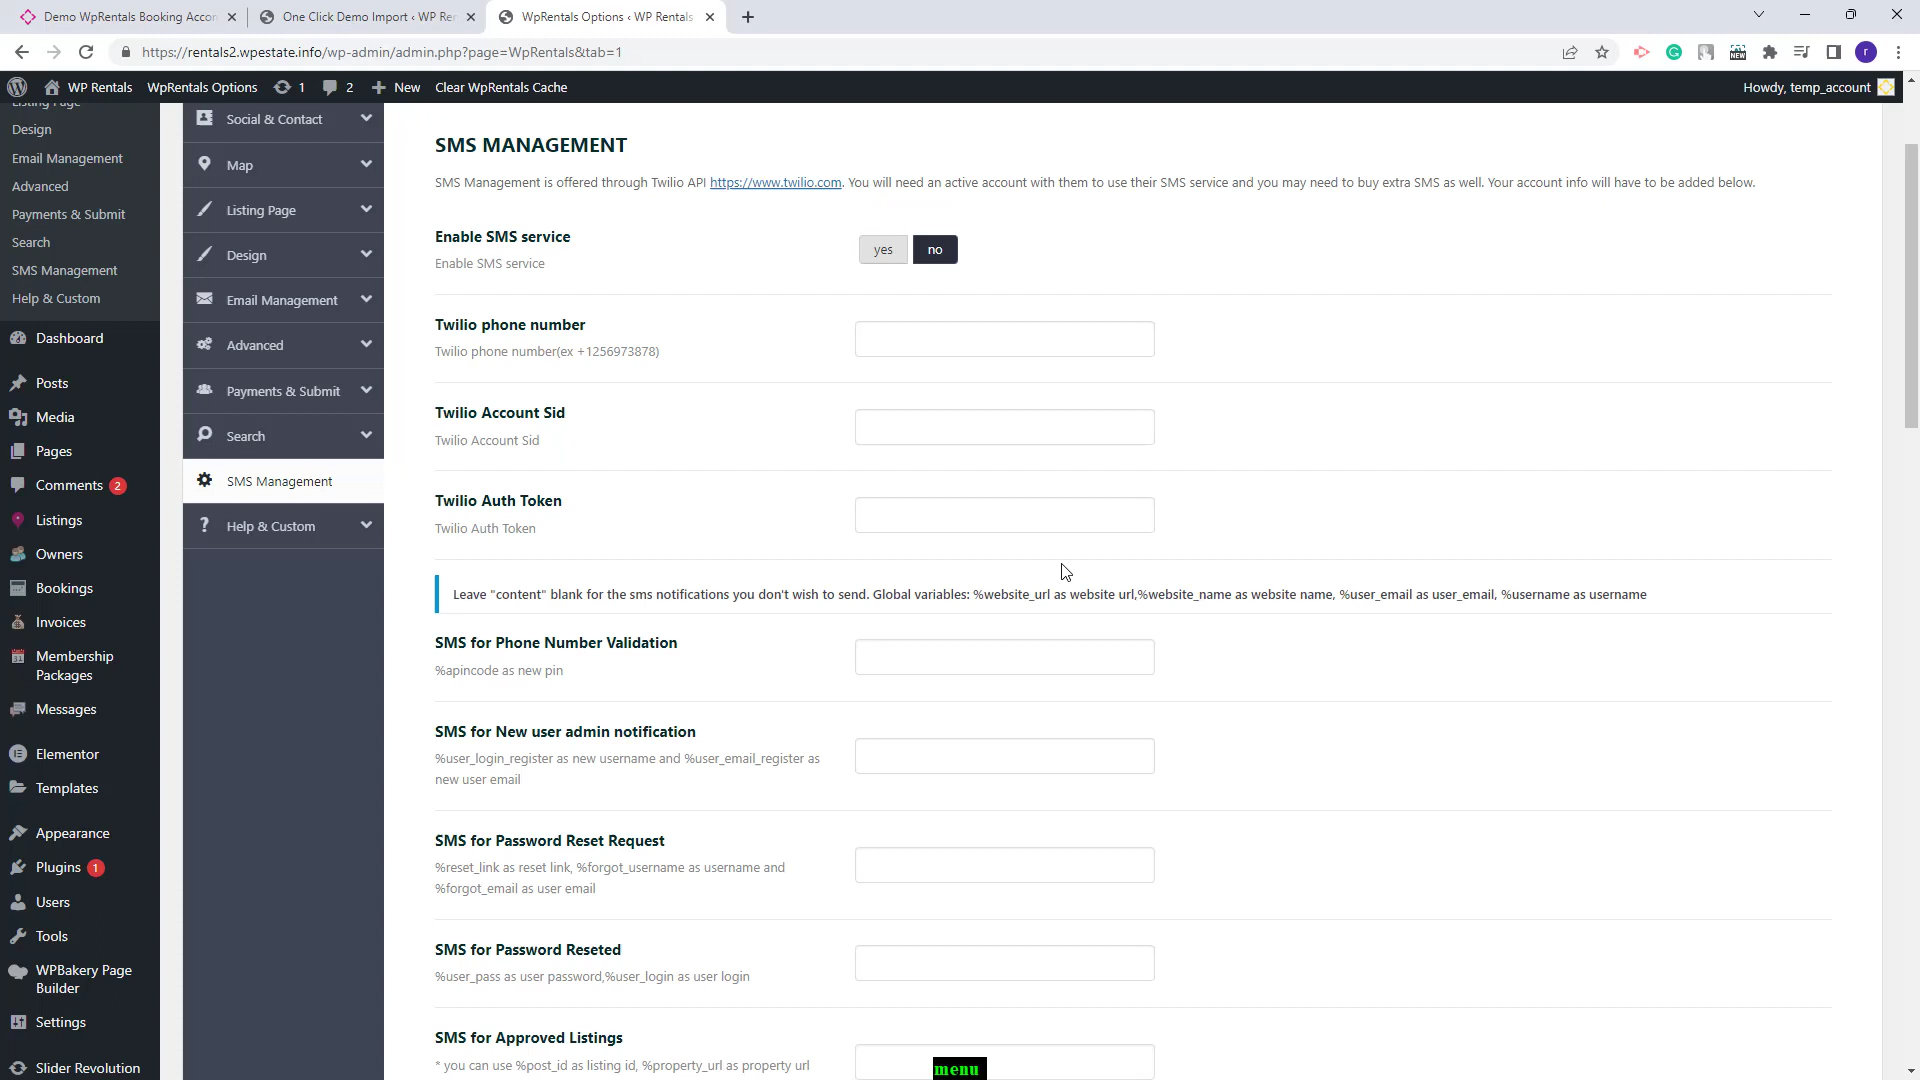 Demo WpRentals Booking Accon
One Click Demo Import ‹ WP Ren
WpRentals Options ‹ WP Rentals
https://rentals2.wpestate.info/wp-admin/admin.php?page=WpRentals&tab=1
NEW
r
WP Rentals
WpRentals Options
1
2
New
Clear WpRentals Cache
Howdy, temp_account
Listing Page
Design
Email Management
Advanced
Payments & Submit
Search
SMS Management
Help & Custom
Dashboard
Posts
Media
Pages
Comments 2
Listings
Owners
Bookings
Invoices
Membership
Packages
Messages
Elementor
Templates
Appearance
Plugins 1
Users
Tools
WPBakery Page
Builder
Settings
Slider Revolution
Social & Contact
Map
Listing Page
Design
Email Management
Advanced
Payments & Submit
Search
SMS Management
Help & Custom
SMS MANAGEMENT
SMS Management is offered through Twilio API https://www.twilio.com. You will need an active account with them to use their SMS service and you may need to buy extra SMS as well. Your account info will have to be added below.
Enable SMS service
Enable SMS service
yes
no
Twilio phone number
Twilio phone number(ex +1256973878)
Twilio Account Sid
Twilio Account Sid
Twilio Auth Token
Twilio Auth Token
Leave "content" blank for the sms notifications you don't wish to send. Global variables: %website_url as website url,%website_name as website name, %user_email as user_email, %username as username
SMS for Phone Number Validation
%apincode as new pin
SMS for New user admin notification
%user_login_register as new username and %user_email_register as
new user email
SMS for Password Reset Request
%reset_link as reset link, %forgot_username as username and
%forgot_email as user email
SMS for Password Reseted
%user_pass as user password,%user_login as user login
SMS for Approved Listings
* you can use %post_id as listing id, %property_url as property url
menu